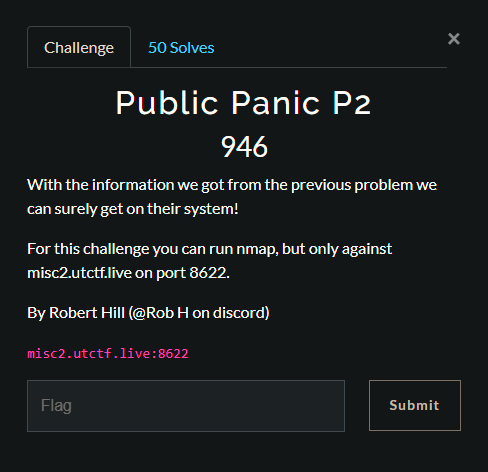 Challenge
50 Solves
×
Public Panic P2
946
With the information we got from the previous problem we
can surely get on their system!
For this challenge you can run nmap, but only against
misc2.utctf.live on port 8622.
By Robert Hill (@Rob H on discord)
misc2.utctf.live:8622
Flag
Submit